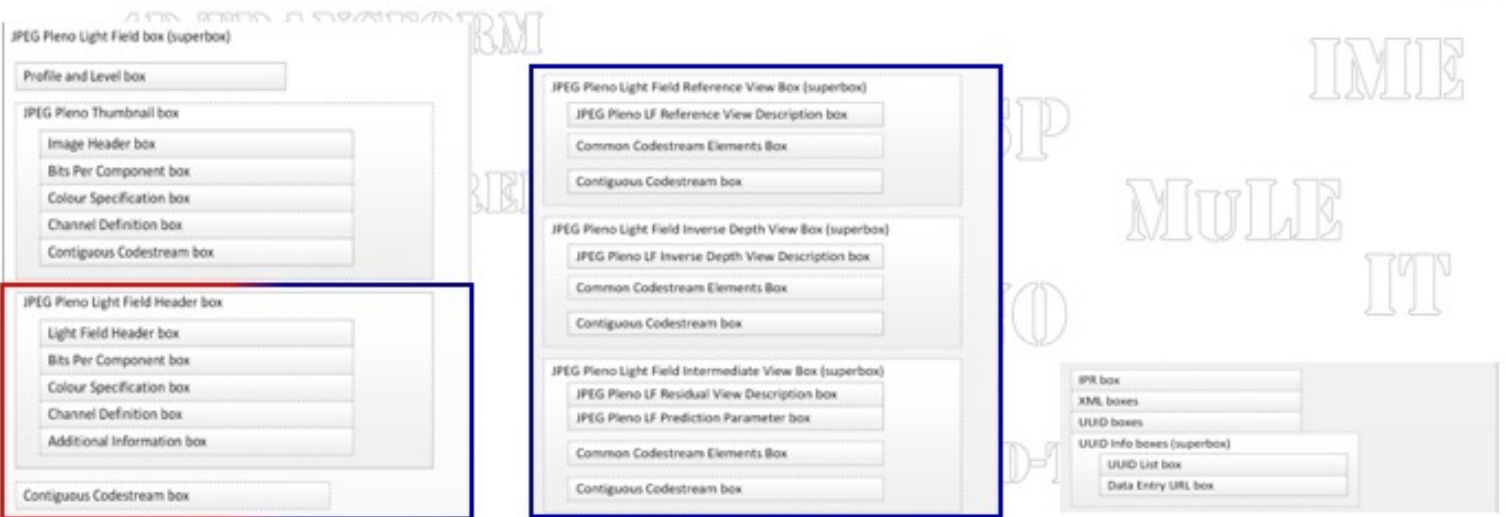 4D TRANSFORM
JPEG Pleno Light Field box (superbox)
Profile and Level box
JPEG Pleno Thumbnail box
Image Header box
Bits Per Component box
Colour Specification box
Channel Definition box
Contiguous Codestream box
JPEG Pleno Light Field Header box
Light Field Header box
Bits Per Component box
Colour Specification box
Channel Definition box
Additional Information box
Contiguous Codestream box
JPEG Pleno Light Field Reference View Box (superbox)
JPEG Pleno LF Reference View Description box
Common Codestream Elements Box
Contiguous Codestream box
JPEG Pleno Light Field Inverse Depth View Box (superbox)
JPEG Pleno LF Inverse Depth View Description box
Common Codestream Elements Box
Contiguous Codestream box
JPEG Pleno Light Field Intermediate View Box (superbox)
JPEG Pleno LF Residual View Description box
JPEG Pleno LF Prediction Parameter box
Common Codestream Elements Box
Contiguous Codestream box
IME
MULE
IT
IPR box
XML boxes
UUID boxes
UUID Info boxes (superbox)
UUID List box
Data Entry URL box